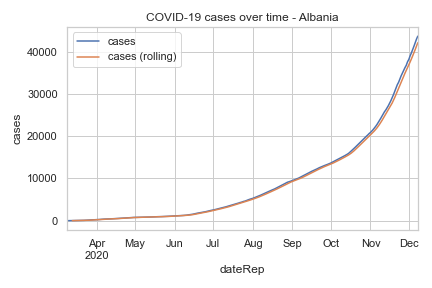 COVID-19 cases over time - Albania
cases
cases (rolling)
40000
30000
20000
10000
0
cases
Apr
2020
May
Jun
Jul
Aug
Sep
Oct
Nov
Dec
dateRep